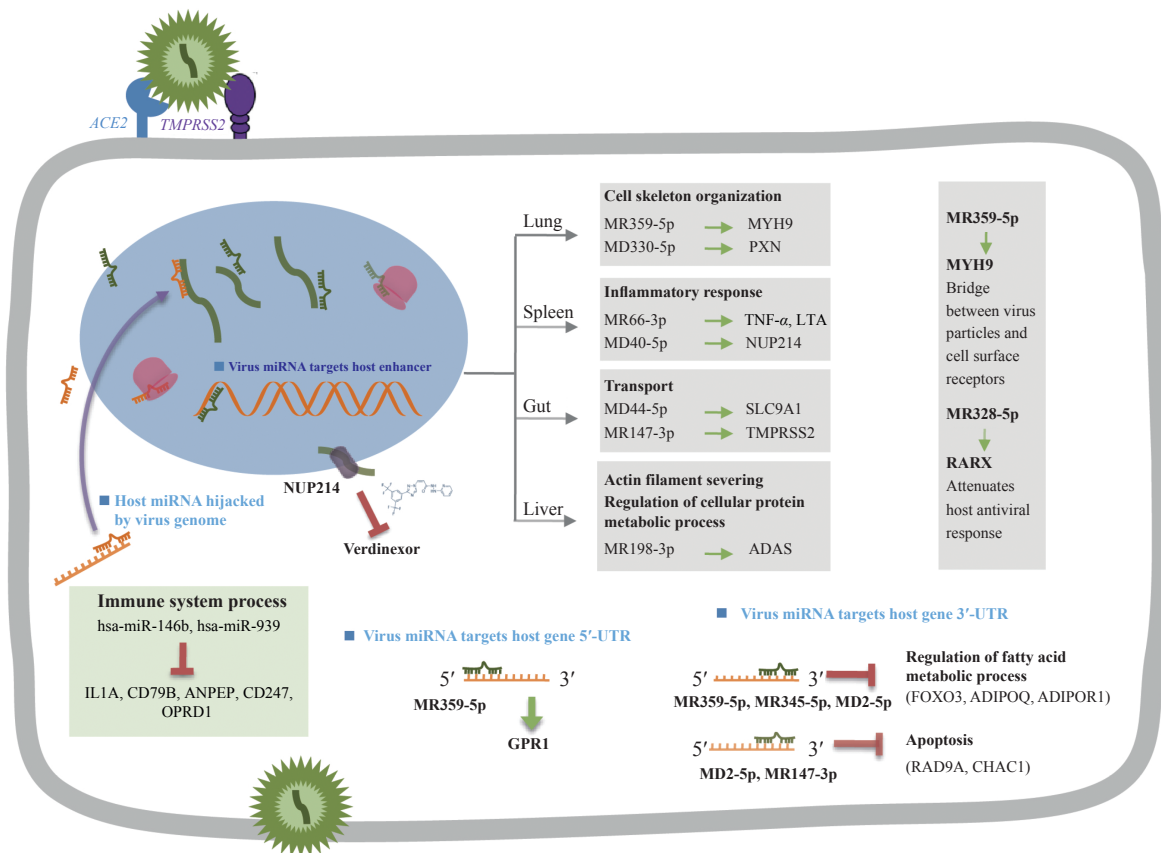 ACE2
TMPRSS2
Virus miRNA targets host enhancer
NUP214
Verdinexor
Host miRNA hijacked
by virus genome
Immune system process
hsa-miR-146b, hsa-miR-939
IL1A, CD79B, ANPEP, CD247,
OPRD1
Lung
Cell skeleton organization
MR359-5p MYH9
MD330-5p PXN
Spleen
Inflammatory response
MR66-3p TNF-α, LTA
MD40-5p NUP214
Gut
Transport
MD44-5p SLC9A1
MR147-3p TMPRSS2
Liver
Actin filament severing
Regulation of cellular protein
metabolic process
MR198-3p ADAS
MR359-5p
MYH9
Bridge
between virus
particles and
cell surface
receptors
MR328-5p
RARX
Attenuates
host antiviral
response
Virus miRNA targets host gene 5′-UTR
5′ 3′
MR359-5p
GPR1
Virus miRNA targets host gene 3′-UTR
5′ 3′
MR359-5p, MR345-5p, MD2-5p
Regulation of fatty acid
metabolic process
(FOXO3, ADIPOQ, ADIPOR1)
5′ 3′
MD2-5p, MR147-3p
Apoptosis
(RAD9A, CHAC1)